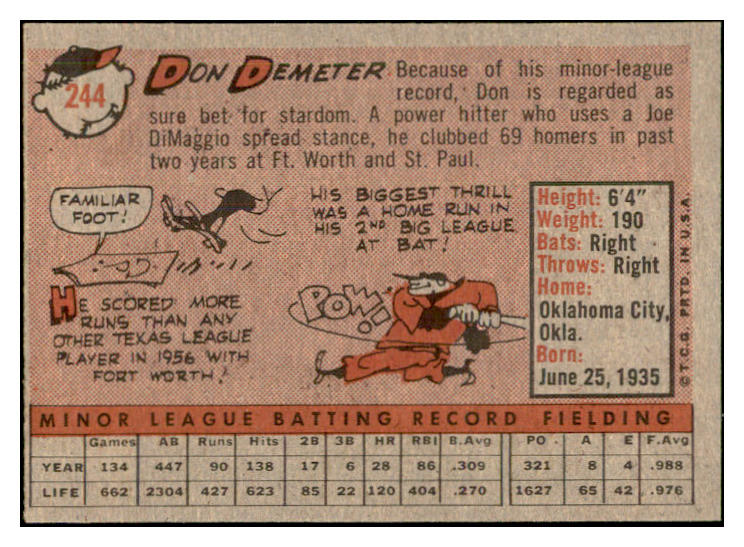 244
DON DEMETER Because of his minor-league
record, Don is regarded as
sure bet for stardom. A power hitter who uses a Joe
DiMaggio spread stance, he clubbed 69 homers in past
two years at Ft. Worth and St. Paul.
FAMILIAR
FOOT!
HIS BIGGEST THRILL
WAS A HOME RUN IN
HIS 2ND BIG LEAGUE
AT BAT!
HE SCORED MORE
RUNS THAN ANY
OTHER TEXAS LEAGUE
PLAYER IN 1956 WITH
FORT WORTH!
POW!
Height: 6'4"
Weight: 190
Bats: Right
Throws: Right
Home:
Oklahoma City,
Okla.
Born:
June 25, 1935
© T.C.G. PRTD. IN U.S.A.
MINOR LEAGUE BATTING RECORD FIELDING
Games AB Runs Hits 2B 3B HR RBI B.Avg PO A E F.Avg
YEAR 134 447 90 138 17 6 28 86 .309 321 8 4 .988
LIFE 662 2304 427 623 85 22 120 404 .270 1627 65 42 .976